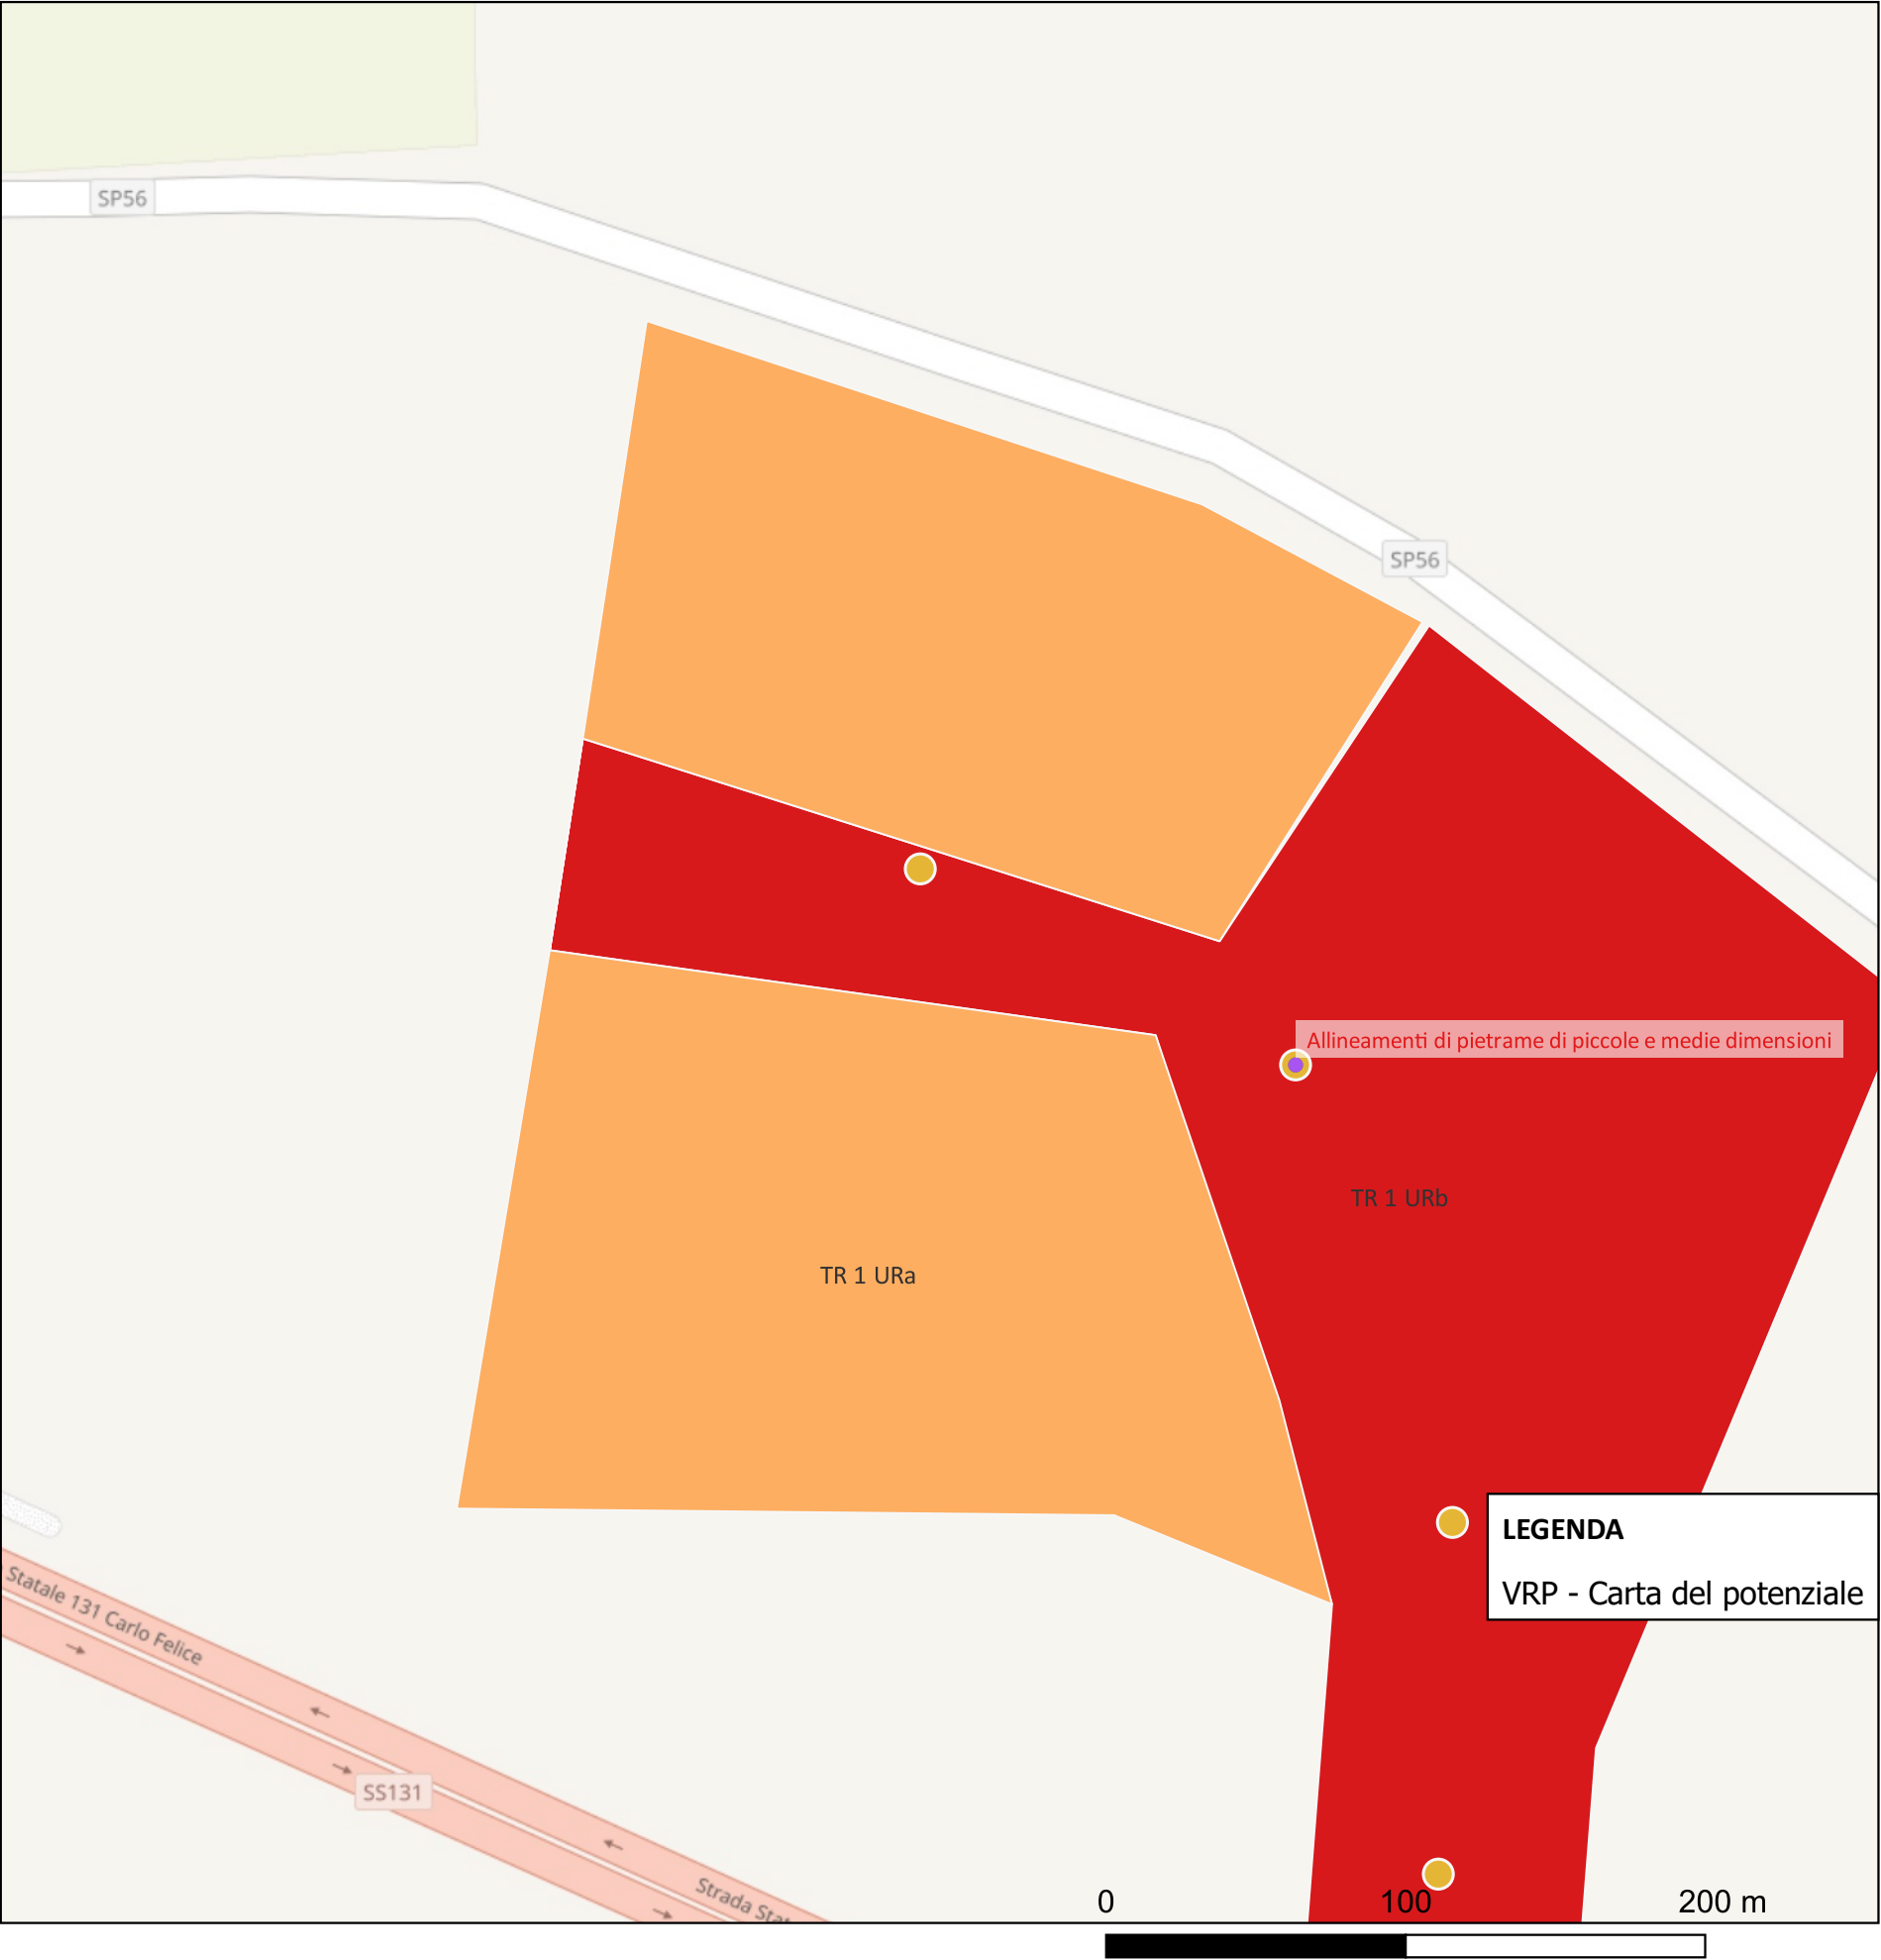 SP56
SP56
Allineamenti di pietrame di piccole e medie dimensioni
TR 1 URb
TR 1 URa
LEGENDA
VRP - Carta del potenziale
Statale 131 Carlo Felice
SS131
Strada Stat
0 100 200 m